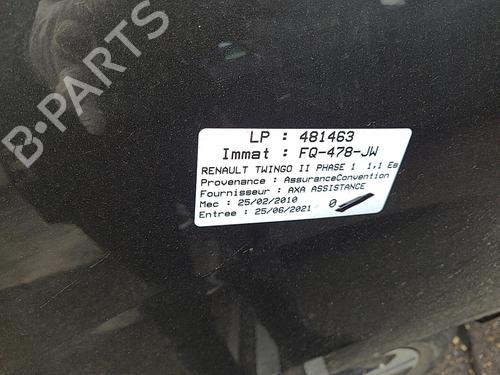 B-PARTS
LP : 481463
Immat : FQ-478-JW
RENAULT TWINGO II PHASE 1 1,1 Es
Provenance : AssuranceConvention
Fournisseur : AXA ASSISTANCE
Mec : 25/02/2010 0
Entree : 25/06/2021